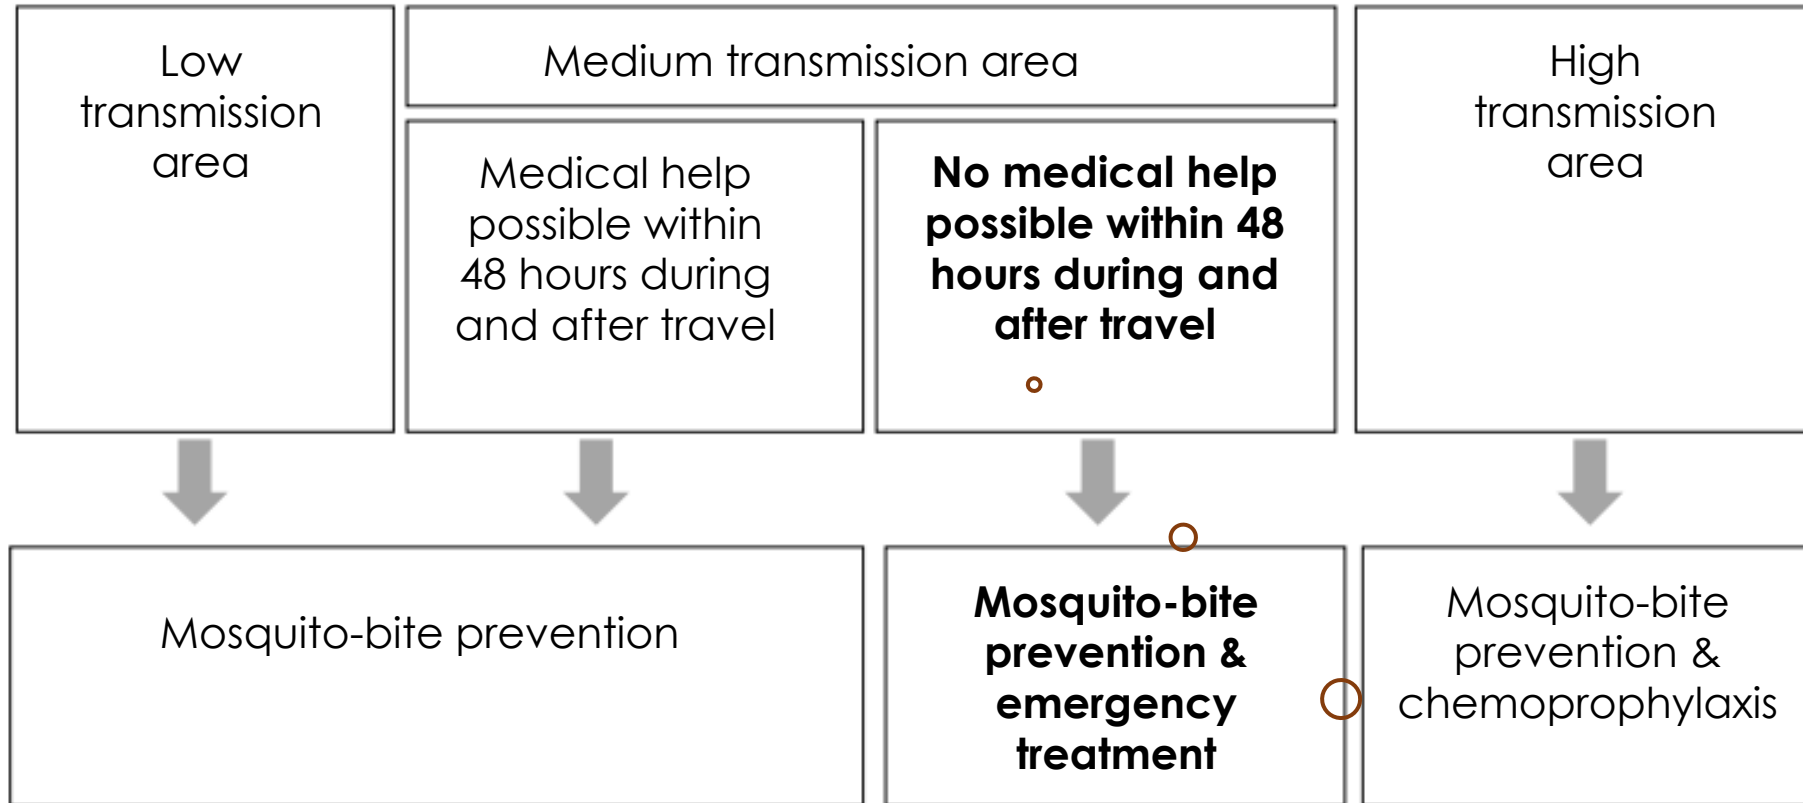 Low
transmission
area
Medium transmission area
Medical help
possible within
48 hours during
and after travel
No medical help
possible within 48
hours during and
after travel
High
transmission
area
Mosquito-bite prevention
Mosquito-bite
prevention &
emergency
treatment
Mosquito-bite
prevention &
chemoprophylaxis